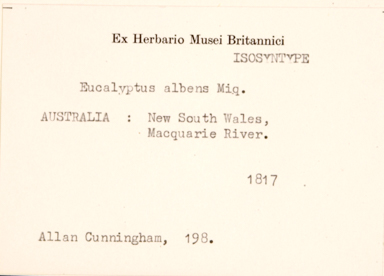 Ex Herbario Musei Britannici
ISOSYNTYPE
Eucalyptus albens Miq.
AUSTRALIA : New South Wales,
Macquarie River.
1817
Allan Cunningham, 198.